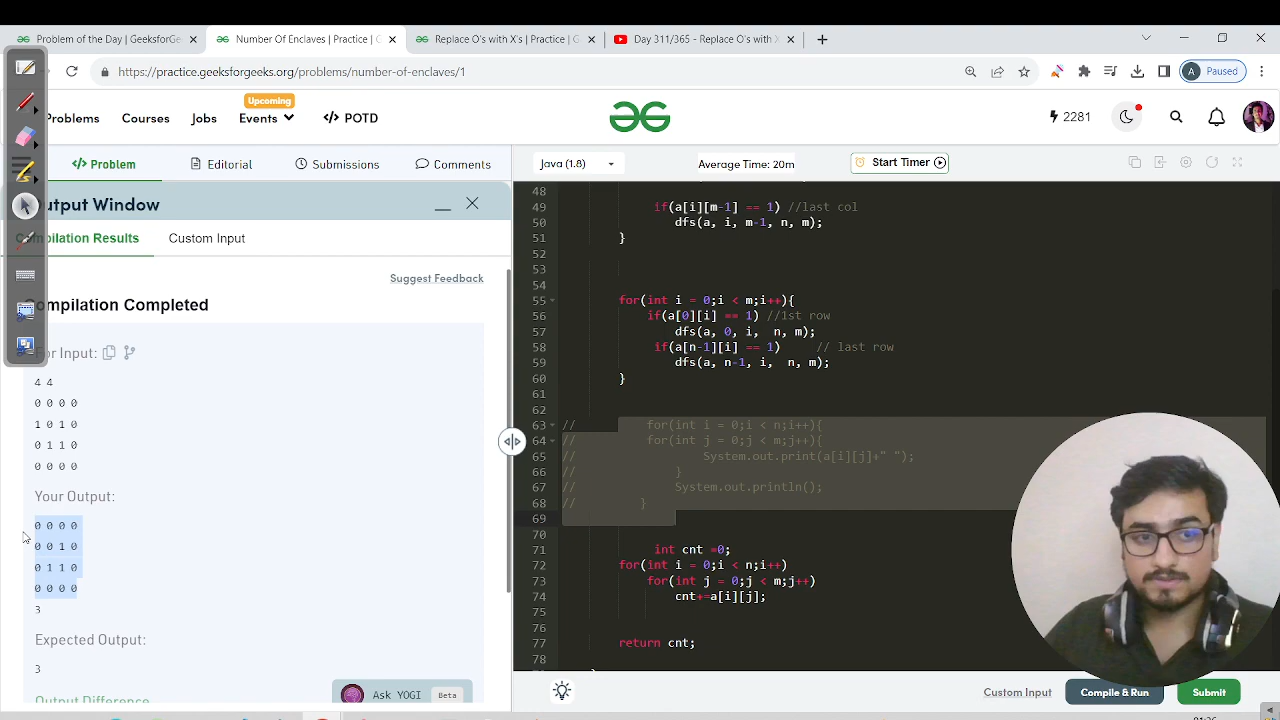 Problem of the Day | GeeksforGee
Number Of Enclaves | Practice |
Replace O's with X's | Practice | G
Day 311/365 - Replace O's with X
https://practice.geeksforgeeks.org/problems/number-of-enclaves/1
A Paused
Problems
Courses
Jobs
Upcoming
Events
</> POTD
2281
</> Problem
Editorial
Submissions
Comments
Java (1.8)
Average Time: 20m
Start Timer
utput Window
mpilation Results
Custom Input
Suggest Feedback
mpilation Completed
or Input:
4 4
0 0 0 0
1 0 1 0
0 1 1 0
0 0 0 0
Your Output:
0 0 0 0
0 0 1 0
0 1 1 0
0 0 0 0
3
Expected Output:
3
Output Difference
Ask YOGI Beta
48
49 if(a[i][m-1] == 1) //last col
50 dfs(a, i, m-1, n, m);
51 }
52
53
54
55 for(int i = 0;i < m;i++){
56 if(a[0][i] == 1) //1st row
57 dfs(a, 0, i, n, m);
58 if(a[n-1][i] == 1) // last row
59 dfs(a, n-1, i, n, m);
60 }
61
62
63 // for(int i = 0;i < n;i++){
64 // for(int j = 0;j < m;j++){
65 // System.out.print(a[i][j]+" ");
66 // }
67 // System.out.println();
68 // }
69
70
71 int cnt =0;
72 for(int i = 0;i < n;i++)
73 for(int j = 0;j < m;j++)
74 cnt+=a[i][j];
75
76
77 return cnt;
78
Custom Input
Compile & Run
Submit